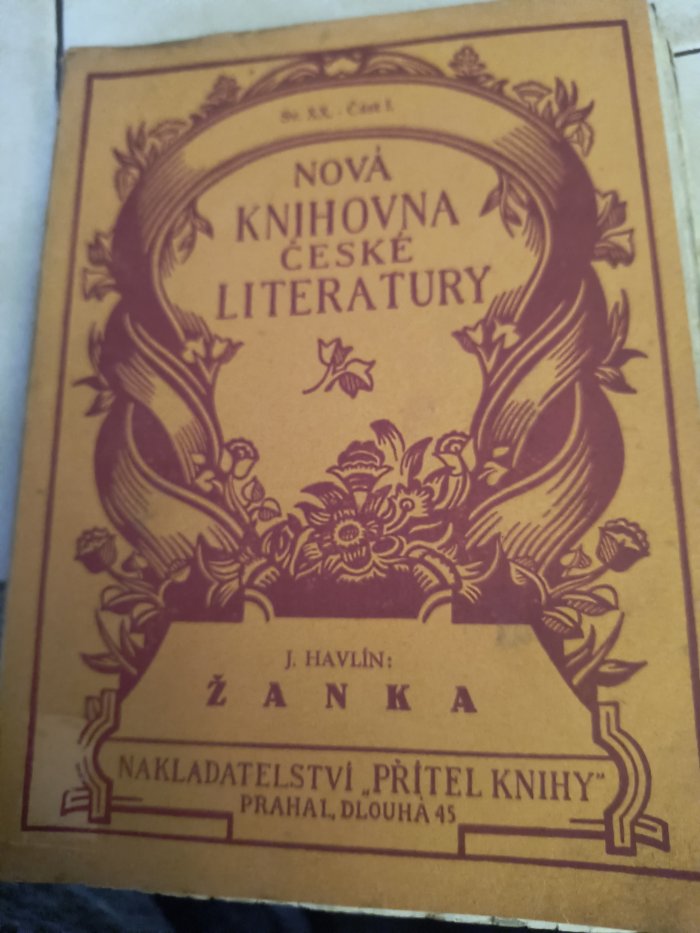 Sv. XX. - Část I.
NOVÁ
KNIHOVNA
ČESKÉ
LITERATURY
J. HAVLÍN:
ŽANKA
NAKLADATELSTVÍ „PŘÍTEL KNIHY“
PRAHA I., DLOUHÁ 45